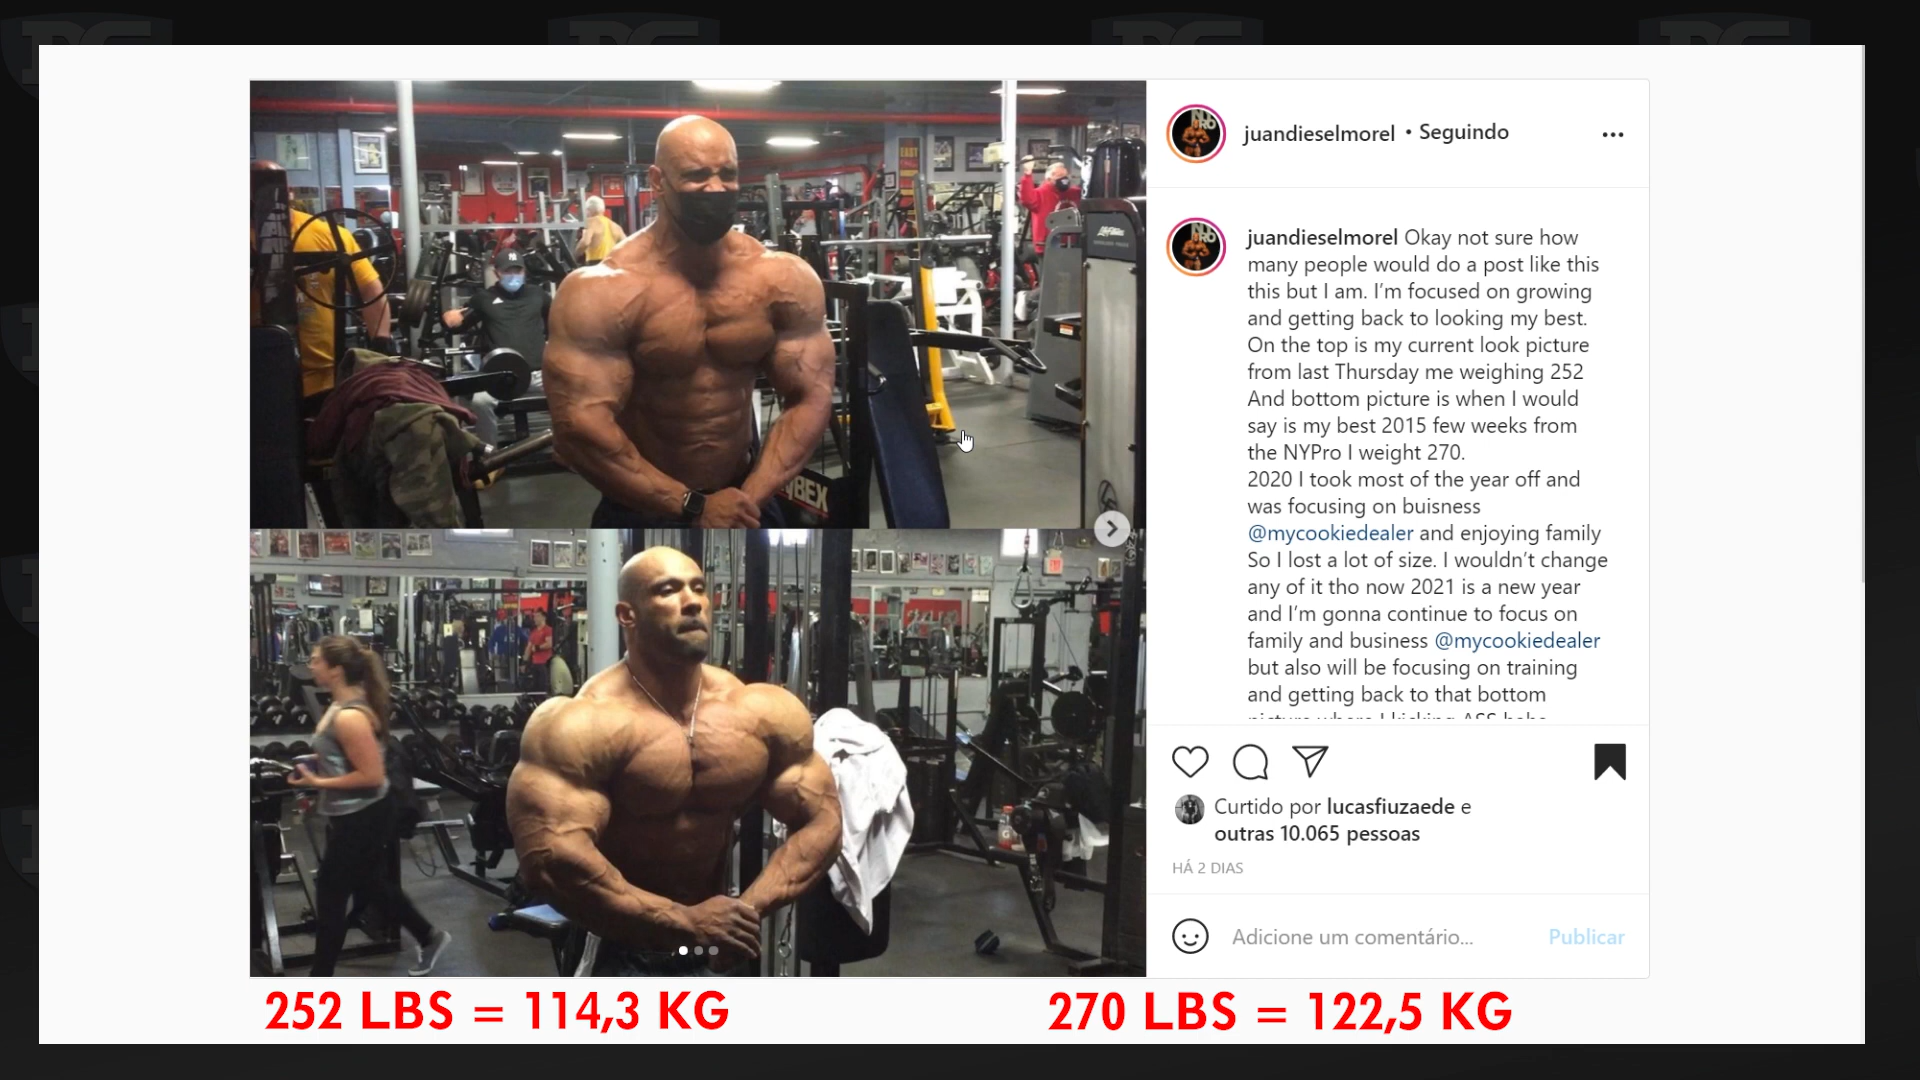 juandieselmorel • Seguindo
juandieselmorel Okay not sure how
many people would do a post like this
this but I am. I’m focused on growing
and getting back to looking my best.
On the top is my current look picture
from last Thursday me weighing 252
And bottom picture is when I would
say is my best 2015 few weeks from
the NYPro I weight 270.
2020 I took most of the year off and
was focusing on buisness
@mycookiedealer and enjoying family
So I lost a lot of size. I wouldn’t change
any of it tho now 2021 is a new year
and I’m gonna continue to focus on
family and business @mycookiedealer
but also will be focusing on training
and getting back to that bottom
Curtido por lucasfiuzaede e
outras 10.065 pessoas
HÁ 2 DIAS
Adicione um comentário... Publicar
252 LBS = 114,3 KG
270 LBS = 122,5 KG